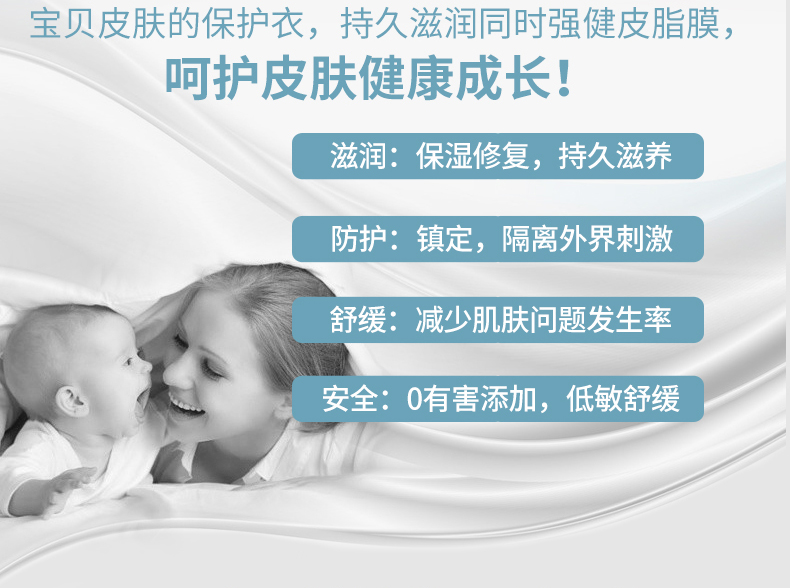 宝贝皮肤的保护衣，持久滋润同时强健皮脂膜，
呵护皮肤健康成长！
滋润：保湿修复，持久滋养
防护：镇定，隔离外界刺激
舒缓：减少肌肤问题发生率
安全：0有害添加，低敏舒缓